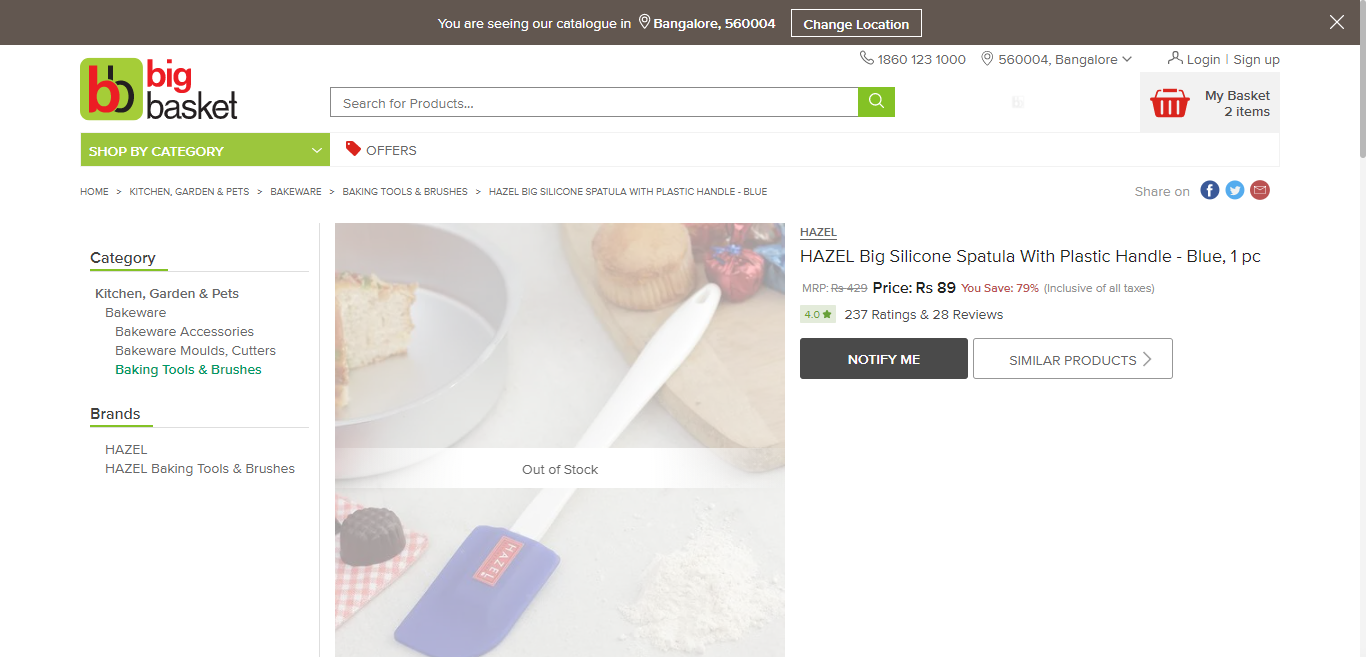 You are seeing our catalogue in Bangalore, 560004 Change Location
1860 123 1000 560004, Bangalore Login | Sign up
bb big basket
Search for Products...
My Basket
2 items
SHOP BY CATEGORY OFFERS
HOME > KITCHEN, GARDEN & PETS > BAKEWARE > BAKING TOOLS & BRUSHES > HAZEL BIG SILICONE SPATULA WITH PLASTIC HANDLE - BLUE
Share on
Category
Kitchen, Garden & Pets
Bakeware
Bakeware Accessories
Bakeware Moulds, Cutters
Baking Tools & Brushes
Brands
HAZEL
HAZEL Baking Tools & Brushes
Out of Stock
HAZEL
HAZEL
HAZEL Big Silicone Spatula With Plastic Handle - Blue, 1 pc
MRP: Rs 429 Price: Rs 89 You Save: 79% (Inclusive of all taxes)
4.0 ★ 237 Ratings & 28 Reviews
NOTIFY ME SIMILAR PRODUCTS